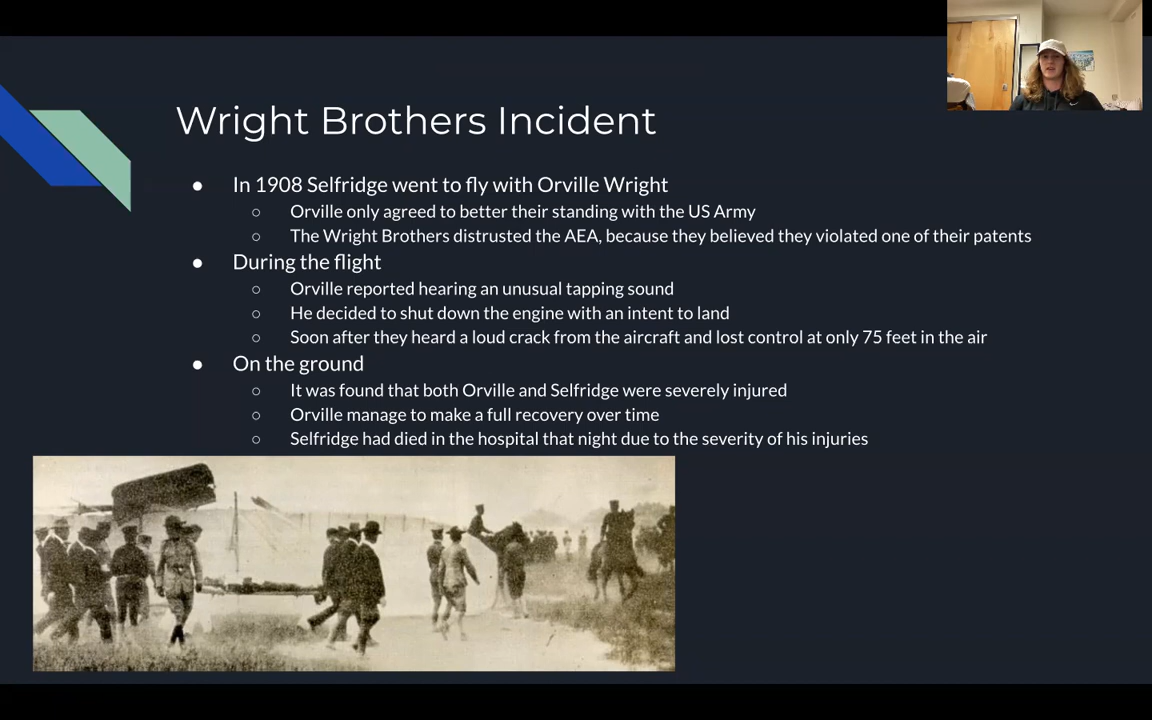 Wright Brothers Incident
● In 1908 Selfridge went to fly with Orville Wright
○ Orville only agreed to better their standing with the US Army
○ The Wright Brothers distrusted the AEA, because they believed they violated one of their patents
● During the flight
○ Orville reported hearing an unusual tapping sound
○ He decided to shut down the engine with an intent to land
○ Soon after they heard a loud crack from the aircraft and lost control at only 75 feet in the air
● On the ground
○ It was found that both Orville and Selfridge were severely injured
○ Orville manage to make a full recovery over time
○ Selfridge had died in the hospital that night due to the severity of his injuries